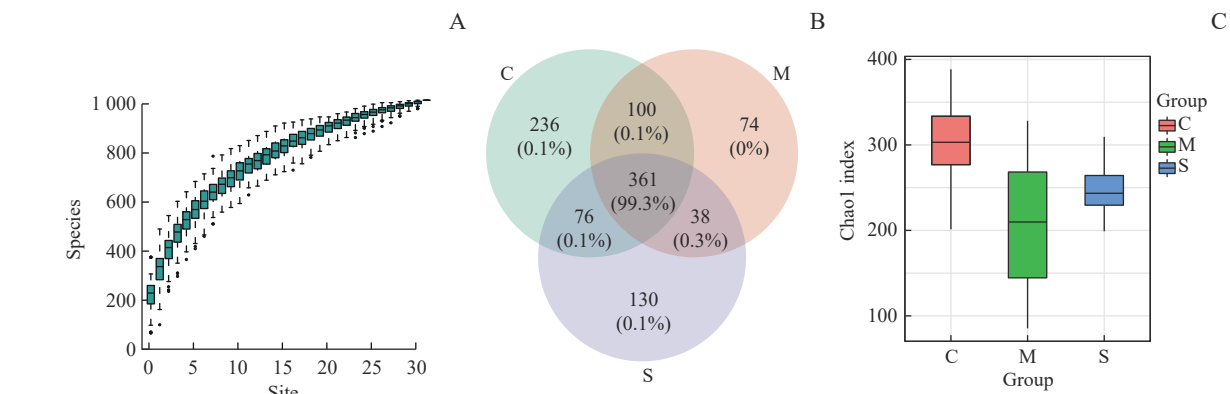 A
Species
1 000
800
600
400
200
0
0 5 10 15 20 25 30
Site
B
C
M
236
(0.1%)
100
(0.1%)
74
(0%)
361
(99.3%)
76
(0.1%)
38
(0.3%)
130
(0.1%)
S
C
Chao1 index
400
300
200
100
C M S
Group
Group
C
M
S